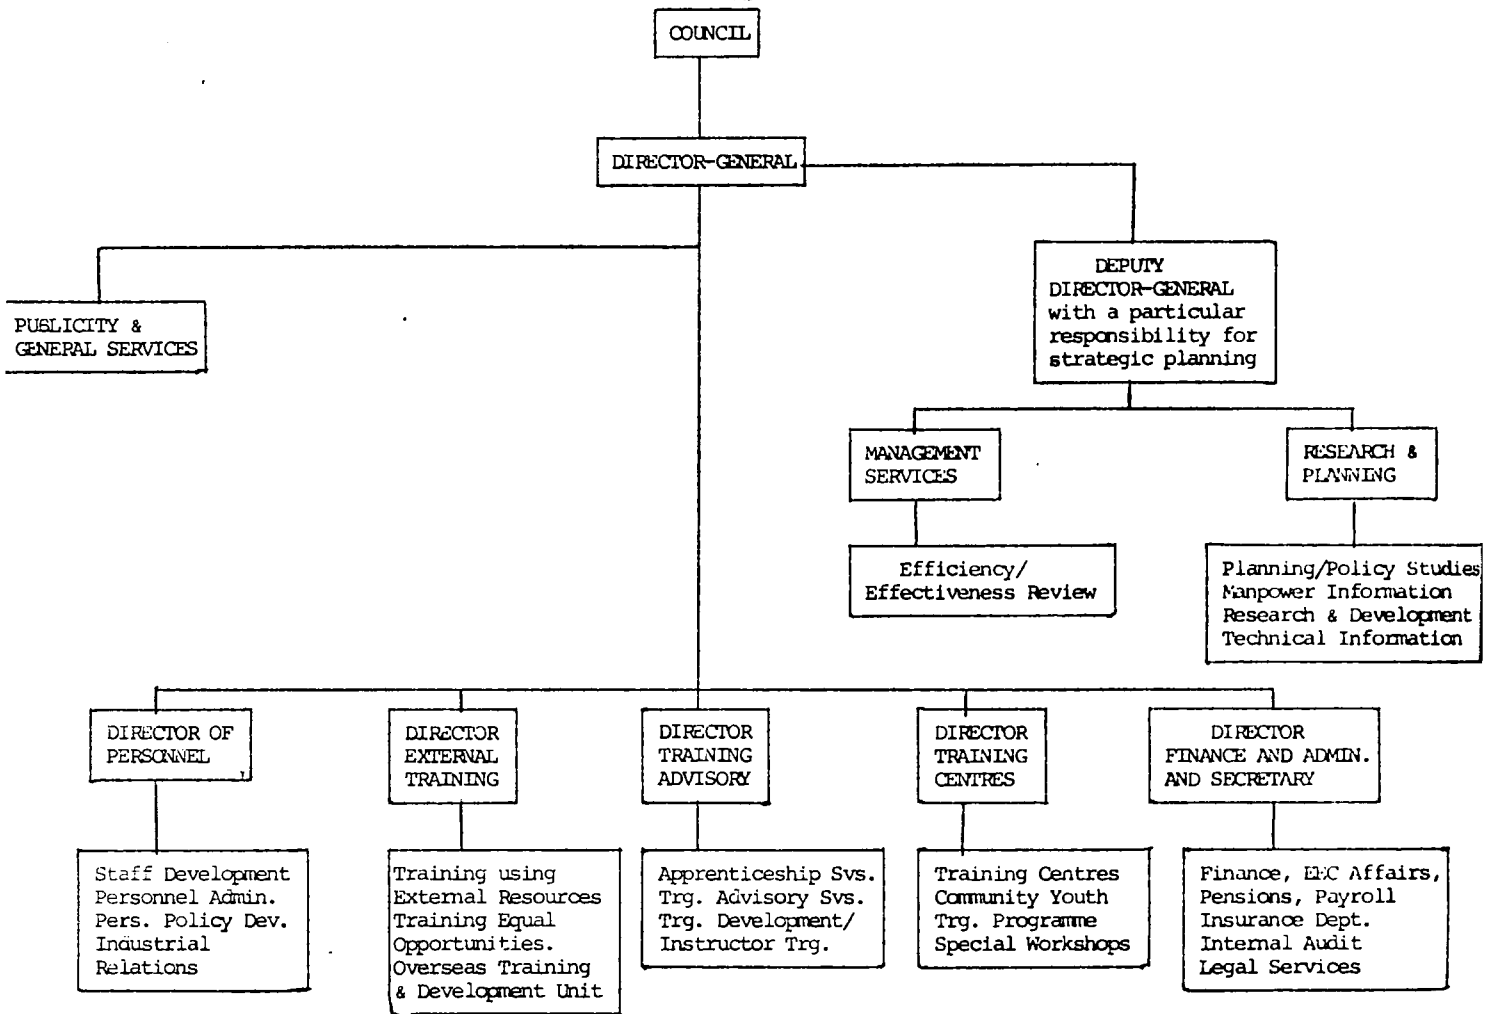 COUNCIL
DIRECTOR-GENERAL
PUBLICITY &
GENERAL SERVICES
DEPUTY
DIRECTOR-GENERAL
with a particular
responsibility for
strategic planning
MANAGEMENT
SERVICES
RESEARCH &
PLANNING
Efficiency/
Effectiveness Review
Planning/Policy Studies
Manpower Information
Research & Development
Technical Information
DIRECTOR OF
PERSONNEL
DIRECTOR
EXTERNAL
TRAINING
DIRECTOR
TRAINING
ADVISORY
DIRECTOR
TRAINING
CENTRES
DIRECTOR
FINANCE AND ADMIN.
AND SECRETARY
Staff Development
Personnel Admin.
Pers. Policy Dev.
Industrial
Relations
Training using
External Resources
Training Equal
Opportunities.
Overseas Training
& Development Unit
Apprenticeship Svs.
Trg. Advisory Svs.
Trg. Development/
Instructor Trg.
Training Centres
Community Youth
Trg. Programme
Special Workshops
Finance, EEC Affairs,
Pensions, Payroll
Insurance Dept.
Internal Audit
Legal Services